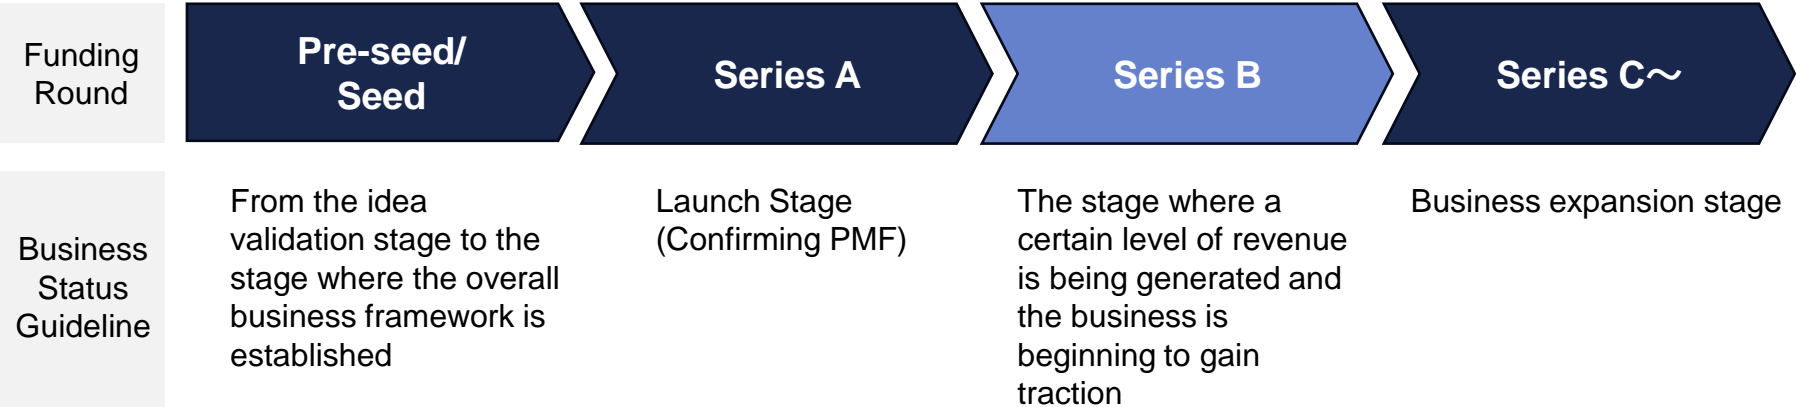 Funding
Round
Pre-seed/
Seed
Series A
Series B
Series C～
Business
Status
Guideline
From the idea
validation stage to the
stage where the overall
business framework is
established
Launch Stage
(Confirming PMF)
The stage where a
certain level of revenue
is being generated and
the business is
beginning to gain
traction
Business expansion stage